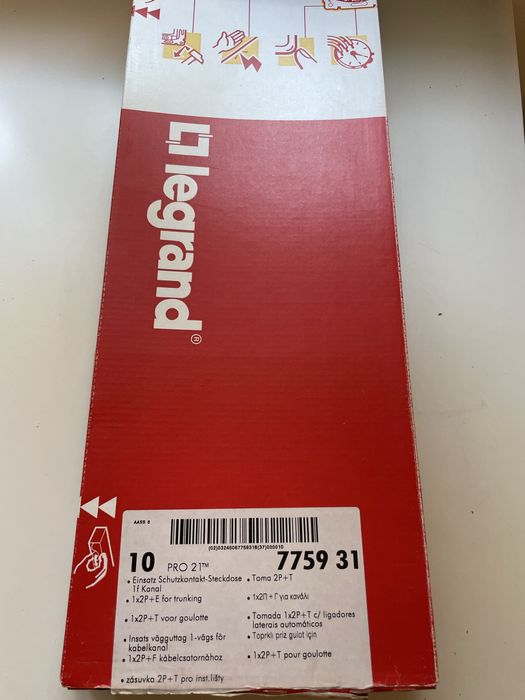 legrand®
AASS 6
(02)03245067759318(37)000010
10 PRO 21™ 7759 31
• Einsatz Schutzkontakt-Steckdose
1f Kanal
• 1x2P+E for trunking
• 1x2P+T voor goulotte
• Insats vägguttag 1-vägs för
kabelkanal
• 1x2P+F kåbelcsatornàhoz
• zásuvka 2P+T pro inst.lišty
• Toma 2P+T
• 1x2Π + Γ για κανάλι
• Tomada 1x2P+T c/ ligadores
laterais automáticos
• Topraklı priz gulot için
• 1x2P+T pour goulotte